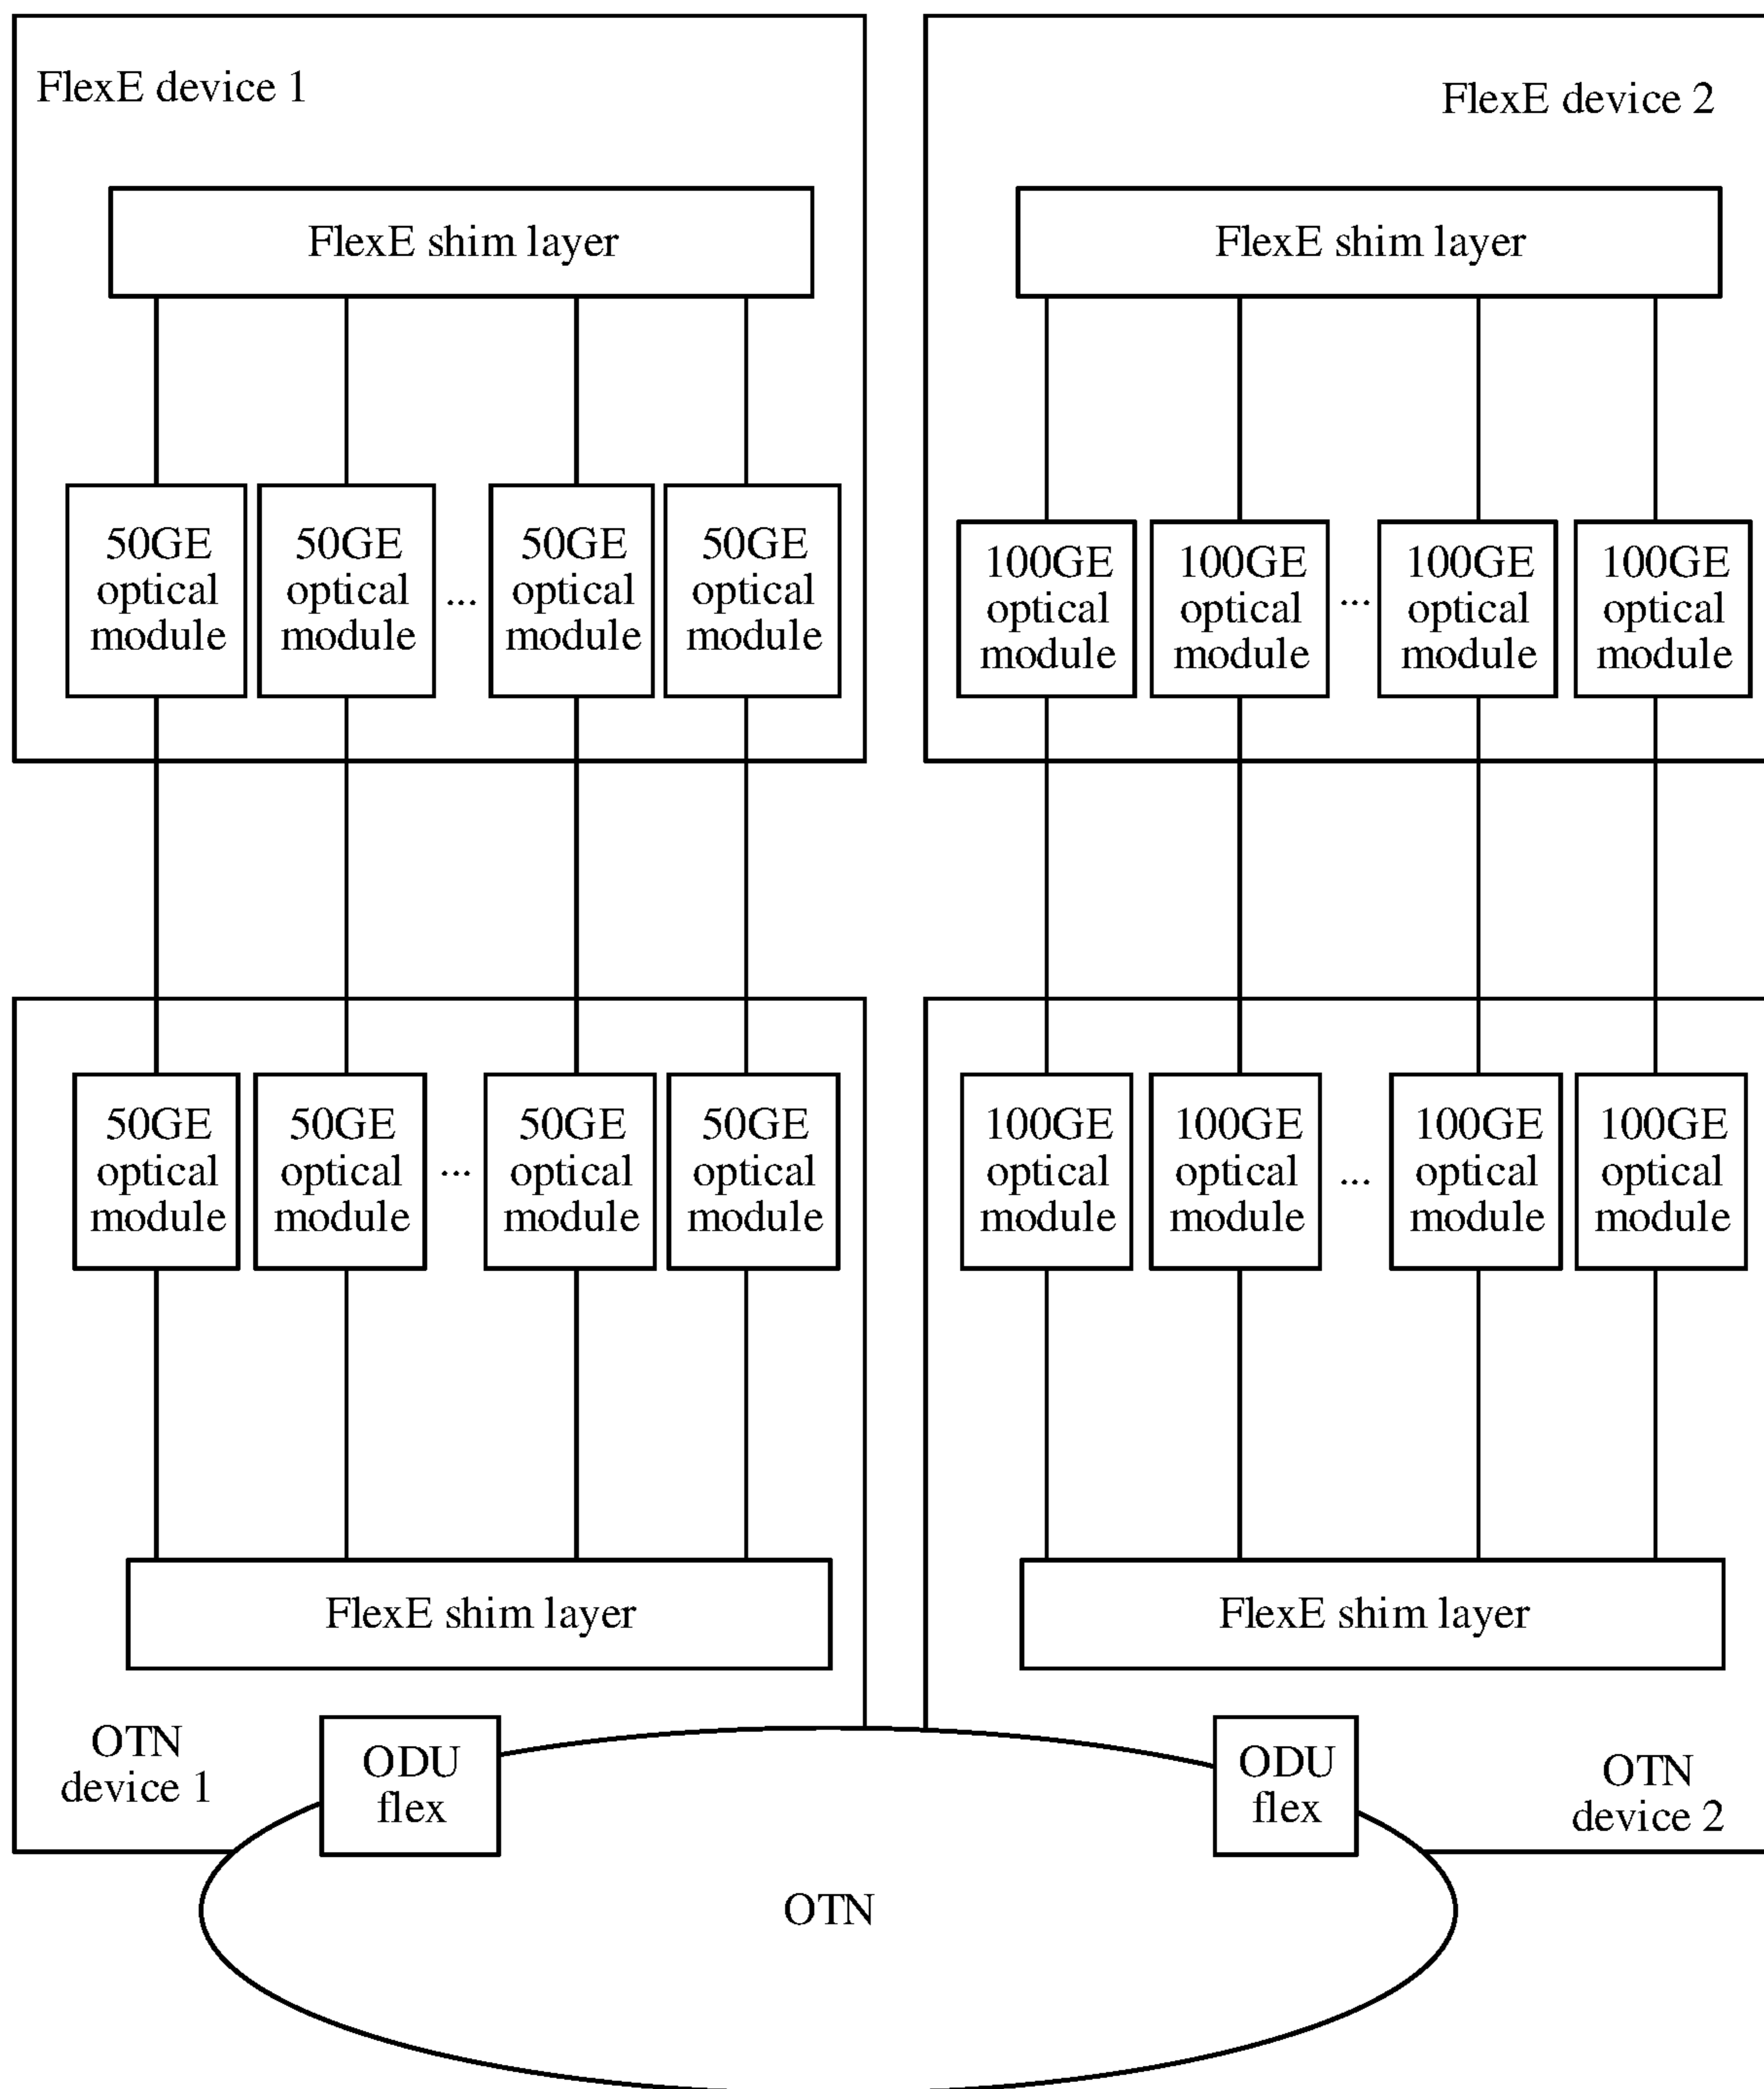 FlexE device 1
FlexE shim layer
50GE
optical
module
50GE
optical
module
...
50GE
optical
module
50GE
optical
module
FlexE device 2
FlexE shim layer
100GE
optical
module
100GE
optical
module
...
100GE
optical
module
100GE
optical
module
50GE
optical
module
50GE
optical
module
...
50GE
optical
module
50GE
optical
module
FlexE shim layer
OTN
device 1
ODU
flex
100GE
optical
module
100GE
optical
module
...
100GE
optical
module
100GE
optical
module
FlexE shim layer
ODU
flex
OTN
device 2
OTN